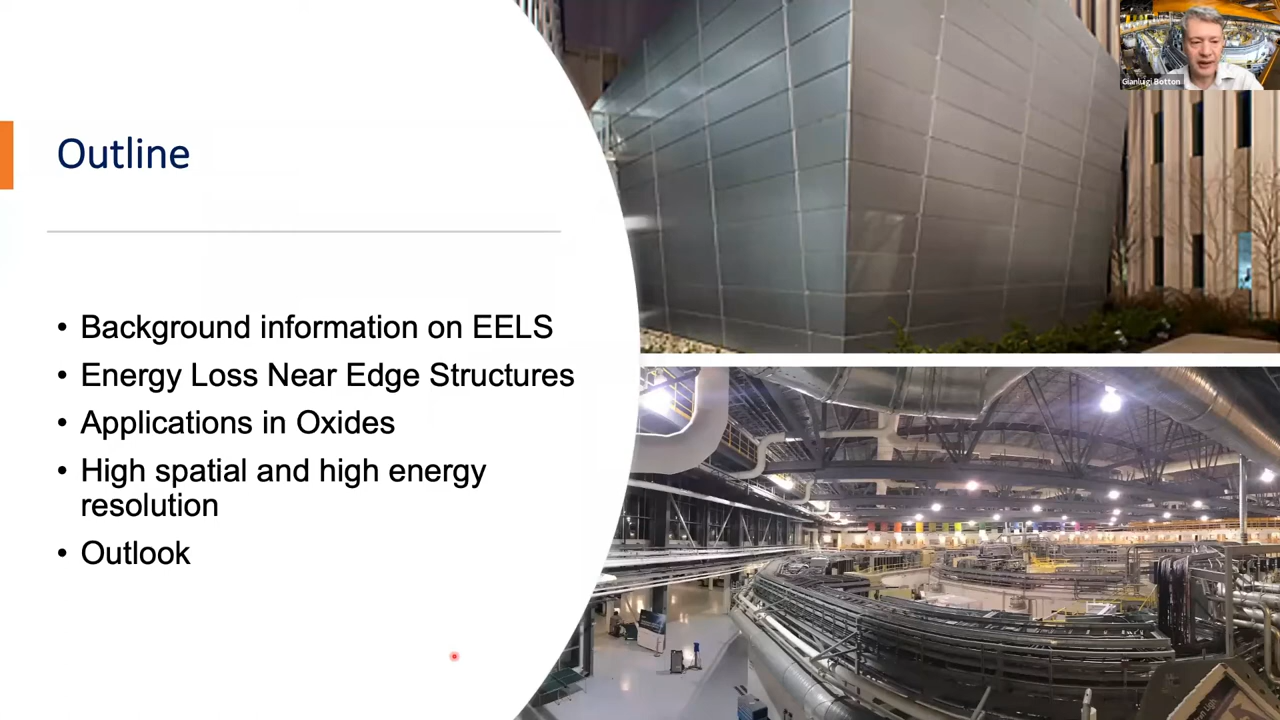 Gianluigi Botton
Outline
• Background information on EELS
• Energy Loss Near Edge Structures
• Applications in Oxides
• High spatial and high energy
resolution
• Outlook